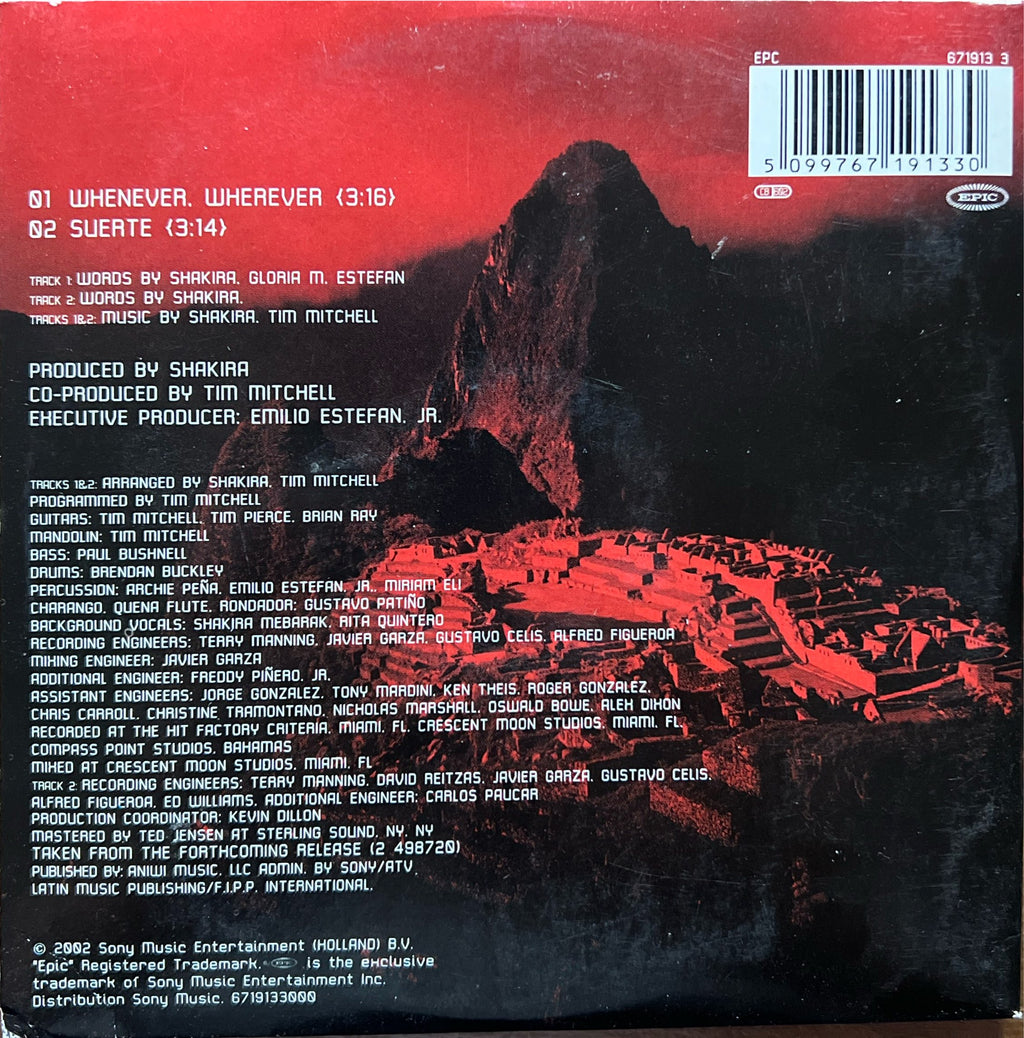 EPC 671913 3
5 099767 191330
EPIC
01 WHENEVER, WHEREVER {3:16}
02 SUERTE {3:14}
TRACK 1: WORDS BY SHAKIRA, GLORIA M. ESTEFAN
TRACK 2: WORDS BY SHAKIRA.
TRACKS 1&2: MUSIC BY SHAKIRA, TIM MITCHELL
PRODUCED BY SHAKIRA
CO-PRODUCED BY TIM MITCHELL
EXECUTIVE PRODUCER: EMILIO ESTEFAN, JR.
TRACKS 1&2: ARRANGED BY SHAKIRA, TIM MITCHELL
PROGRAMMED BY TIM MITCHELL
GUITARS: TIM MITCHELL, TIM PIERCE, BRIAN RAY
MANDOLIN: TIM MITCHELL
BASS: PAUL BUSHNELL
DRUMS: BRENDAN BUCKLEY
PERCUSSION: ARCHIE PEÑA, EMILIO ESTEFAN, JR., MIRIAM ELI
CHARANGO, QUENA FLUTE, RONDADOR: GUSTAVO PATIÑO
BACKGROUND VOCALS: SHAKIRA MEBARAK, RITA QUINTERO
RECORDING ENGINEERS: TERRY MANNING, JAVIER GARZA, GUSTAVO CELIS, ALFRED FIGUEROA
MIXING ENGINEER: JAVIER GARZA
ADDITIONAL ENGINEER: FREDDY PIÑERO, JR.
ASSISTANT ENGINEERS: JORGE GONZALEZ, TONY MARDINI, KEN THEIS, ROGER GONZALEZ,
CHRIS CARROLL, CHRISTINE TRAMONTANO, NICHOLAS MARSHALL, OSWALD BOWE, ALEX DIXON
RECORDED AT THE HIT FACTORY CRITERIA, MIAMI, FL, CRESCENT MOON STUDIOS, MIAMI, FL,
COMPASS POINT STUDIOS, BAHAMAS
MIXED AT CRESCENT MOON STUDIOS, MIAMI, FL
TRACK 2: RECORDING ENGINEERS: TERRY MANNING, DAVID REITZAS, JAVIER GARZA, GUSTAVO CELIS,
ALFRED FIGUEROA, ED WILLIAMS, ADDITIONAL ENGINEER: CARLOS PAUCAR
PRODUCTION COORDINATOR: KEVIN DILLON
MASTERED BY TED JENSEN AT STERLING SOUND, NY, NY
TAKEN FROM THE FORTHCOMING RELEASE (2 498720)
PUBLISHED BY: ANIWI MUSIC, LLC ADMIN. BY SONY/ATV,
LATIN MUSIC PUBLISHING/F.I.P.P. INTERNATIONAL.
© 2002 Sony Music Entertainment (HOLLAND) B.V.
"Epic" Registered Trademark. is the exclusive
trademark of Sony Music Entertainment Inc.
Distribution Sony Music. 6719133000